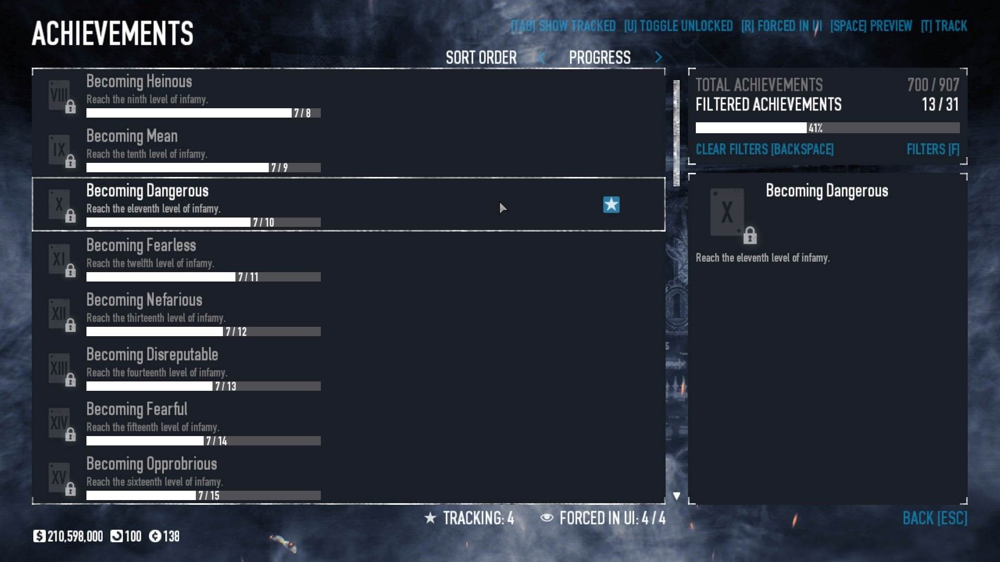 ACHIEVEMENTS
[TAB] SHOW TRACKED [U] TOGGLE UNLOCKED [R] FORCED IN UI [SPACE] PREVIEW [T] TRACK
SORT ORDER PROGRESS
VIII
Becoming Heinous
Reach the ninth level of infamy.
7 / 8
IX
Becoming Mean
Reach the tenth level of infamy.
7 / 9
X
Becoming Dangerous
Reach the eleventh level of infamy.
7 / 10
XI
Becoming Fearless
Reach the twelfth level of infamy.
7 / 11
XII
Becoming Nefarious
Reach the thirteenth level of infamy.
7 / 12
XIII
Becoming Disreputable
Reach the fourteenth level of infamy.
7 / 13
XIV
Becoming Fearful
Reach the fifteenth level of infamy.
7 / 14
XV
Becoming Opprobrious
Reach the sixteenth level of infamy.
7 / 15
TOTAL ACHIEVEMENTS 700 / 907
FILTERED ACHIEVEMENTS 13 / 31
41%
CLEAR FILTERS [BACKSPACE] FILTERS [F]
X
Becoming Dangerous
Reach the eleventh level of infamy.
TRACKING: 4 FORCED IN UI: 4 / 4
BACK [ESC]
$ 210,598,000 100 138